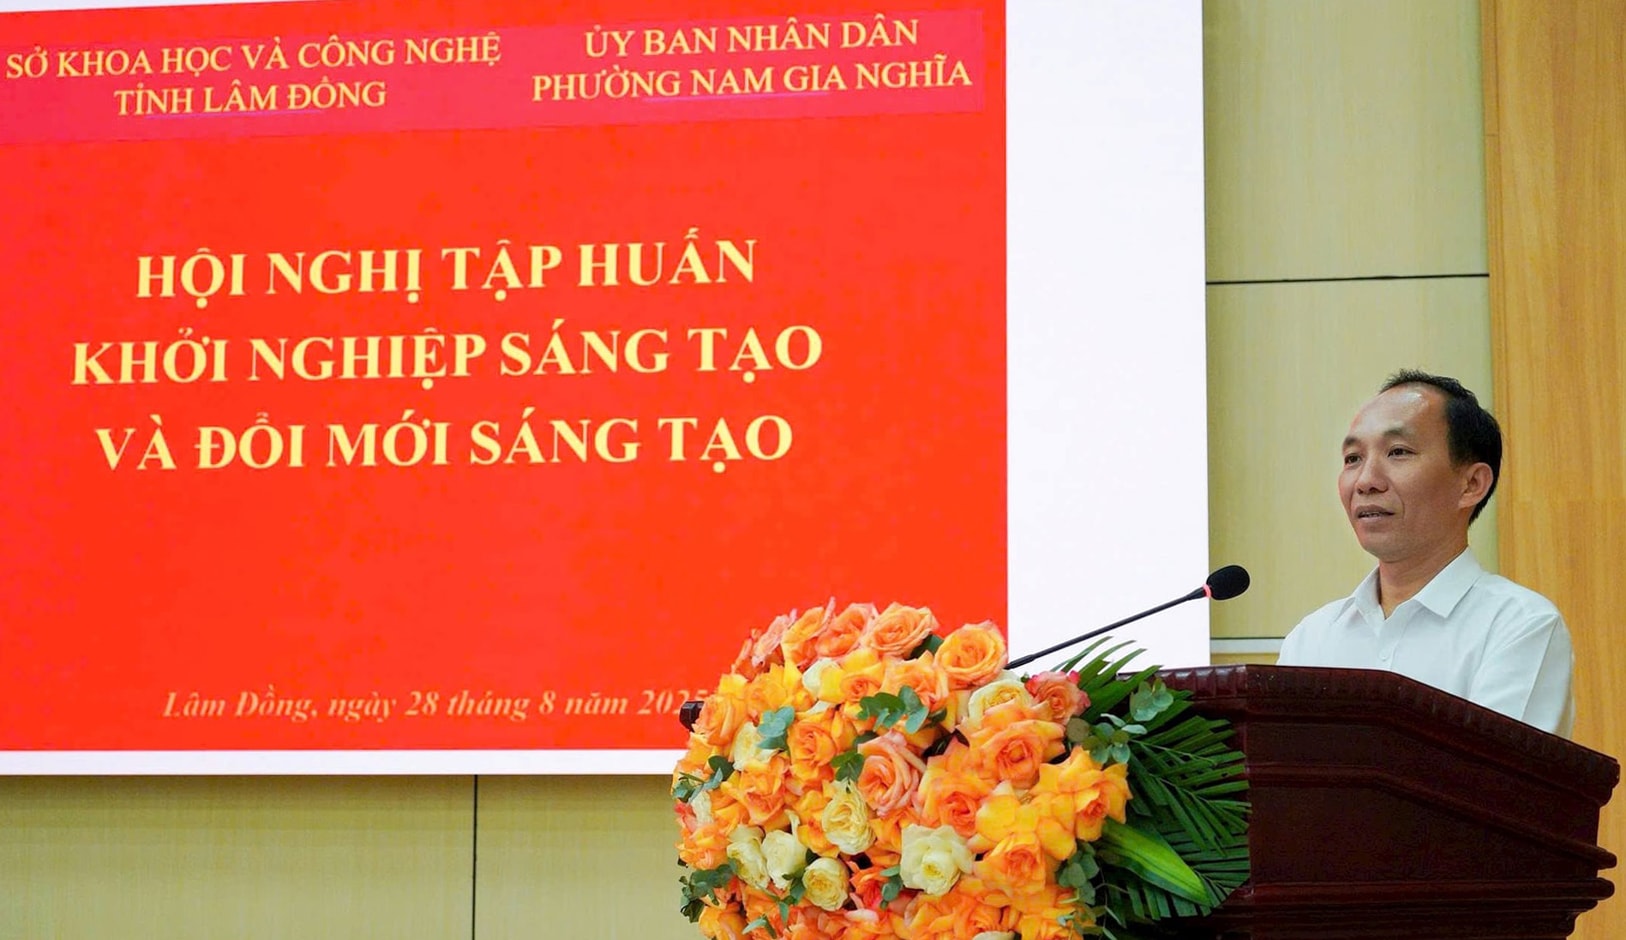 SỞ KHOA HỌC VÀ CÔNG NGHỆ
TỈNH LÂM ĐỒNG
ỦY BAN NHÂN DÂN
PHƯỜNG NAM GIA NGHĨA
HỘI NGHỊ TẬP HUẤN
KHỞI NGHIỆP SÁNG TẠO
VÀ ĐỔI MỚI SÁNG TẠO
Lâm Đồng, ngày 28 tháng 8 năm 2025